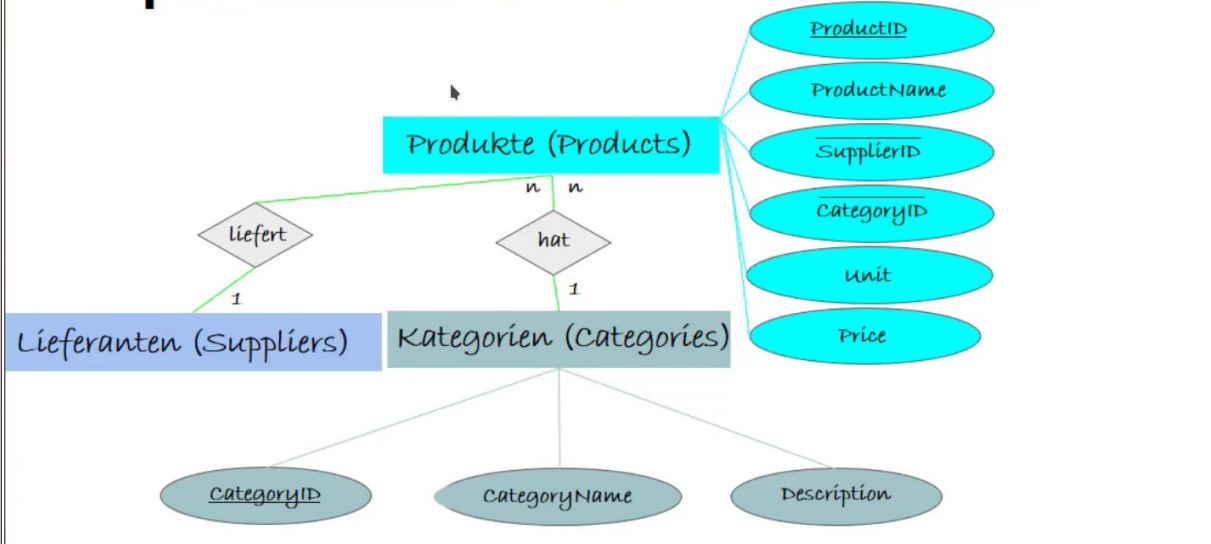 ProductID
ProductName
Produkte (Products)
SupplierID
n n
CategoryID
liefert
hat
Unit
1
1
Lieferanten (Suppliers)
Kategorien (Categories)
Price
CategoryID
CategoryName
Description